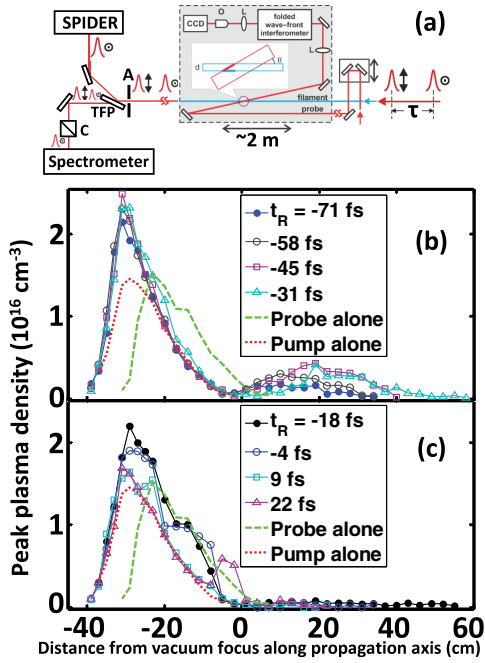 SPIDER
(a)
CCD
O
L
folded
wave-front
interferometer
L
d
θ
A
TFP
filament
probe
τ
C
~2 m
Spectrometer
Peak plasma density (10¹⁶ cm⁻³)
(b)
t_R = -71 fs
-58 fs
-45 fs
-31 fs
Probe alone
Pump alone
2
1
0
(c)
t_R = -18 fs
-4 fs
9 fs
22 fs
Probe alone
Pump alone
2
1
0
-40 -20 0 20 40 60
Distance from vacuum focus along propagation axis (cm)